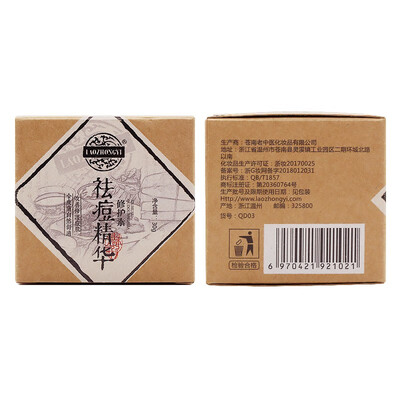 LAOZHONGYI
®
祛痘精华
修护素
净含量：30g
生产商：苍南老中医化妆品有限公司
地址：浙江省温州市苍南县灵溪镇工业园区二期环城北路
以南
化妆品生产许可证：浙妆20170025
备案号：浙G妆网备字2018012031
执行标准：QB/T1857
商标注册证：第20360764号
生产批号及限期使用日期：见包装
http://www.laozhongyi.com
产地：浙江温州 邮编：325800
货号：QD03
检验合格
6 970421 921021